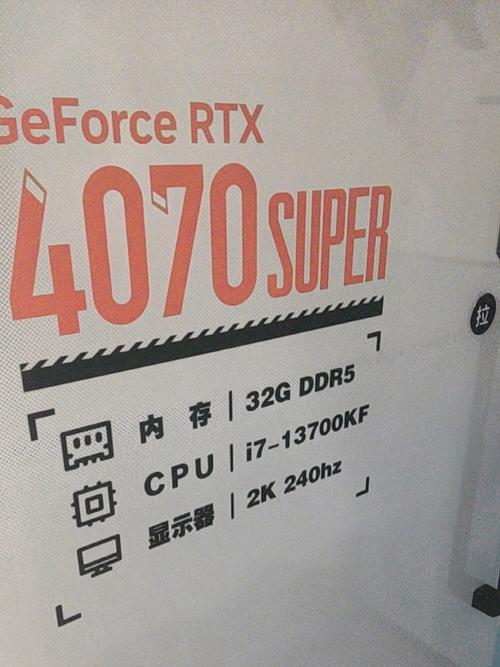 GeForce RTX
4070 SUPER
内存 | 32G DDR5
CPU | i7-13700KF
显示器 | 2K 240hz
拉